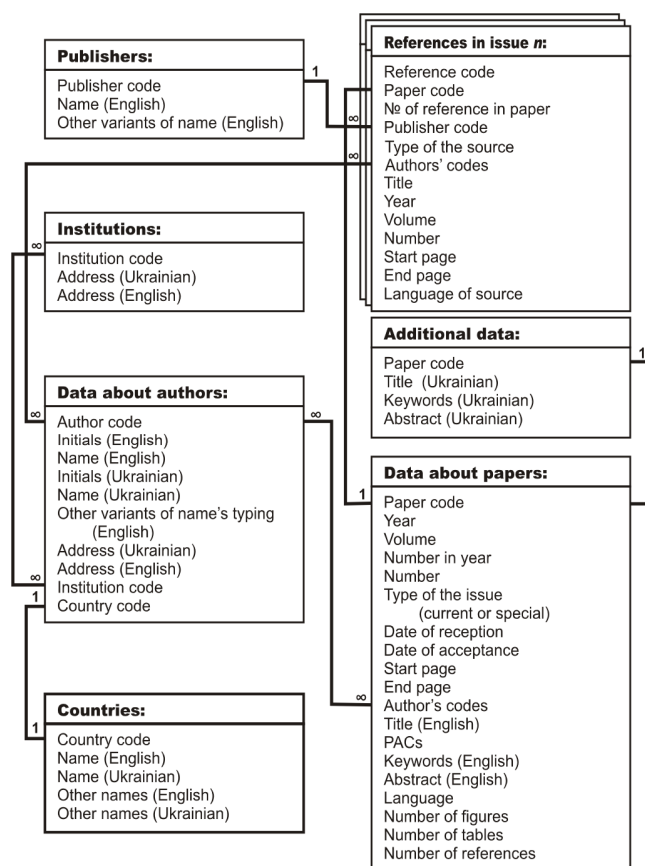 Publishers:
Publisher code
Name (English)
Other variants of name (English)
1
References in issue n:
Reference code
Paper code
№ of reference in paper
Publisher code
Type of the source
Authors’ codes
Title
Year
Volume
Number
Start page
End page
Language of source
∞
∞
Institutions:
Institution code
Address (Ukrainian)
Address (English)
∞
Additional data:
Paper code
Title (Ukrainian)
Keywords (Ukrainian)
Abstract (Ukrainian)
1
Data about authors:
Author code
Initials (English)
Name (English)
Initials (Ukrainian)
Name (Ukrainian)
Other variants of name’s typing
(English)
Address (Ukrainian)
Address (English)
Institution code
Country code
∞
∞
∞
1
Data about papers:
Paper code
Year
Volume
Number in year
Number
Type of the issue
(current or special)
Date of reception
Date of acceptance
Start page
End page
Author’s codes
Title (English)
PACs
Keywords (English)
Abstract (English)
Language
Number of figures
Number of tables
Number of references
1
∞
Countries:
Country code
Name (English)
Name (Ukrainian)
Other names (English)
Other names (Ukrainian)
1